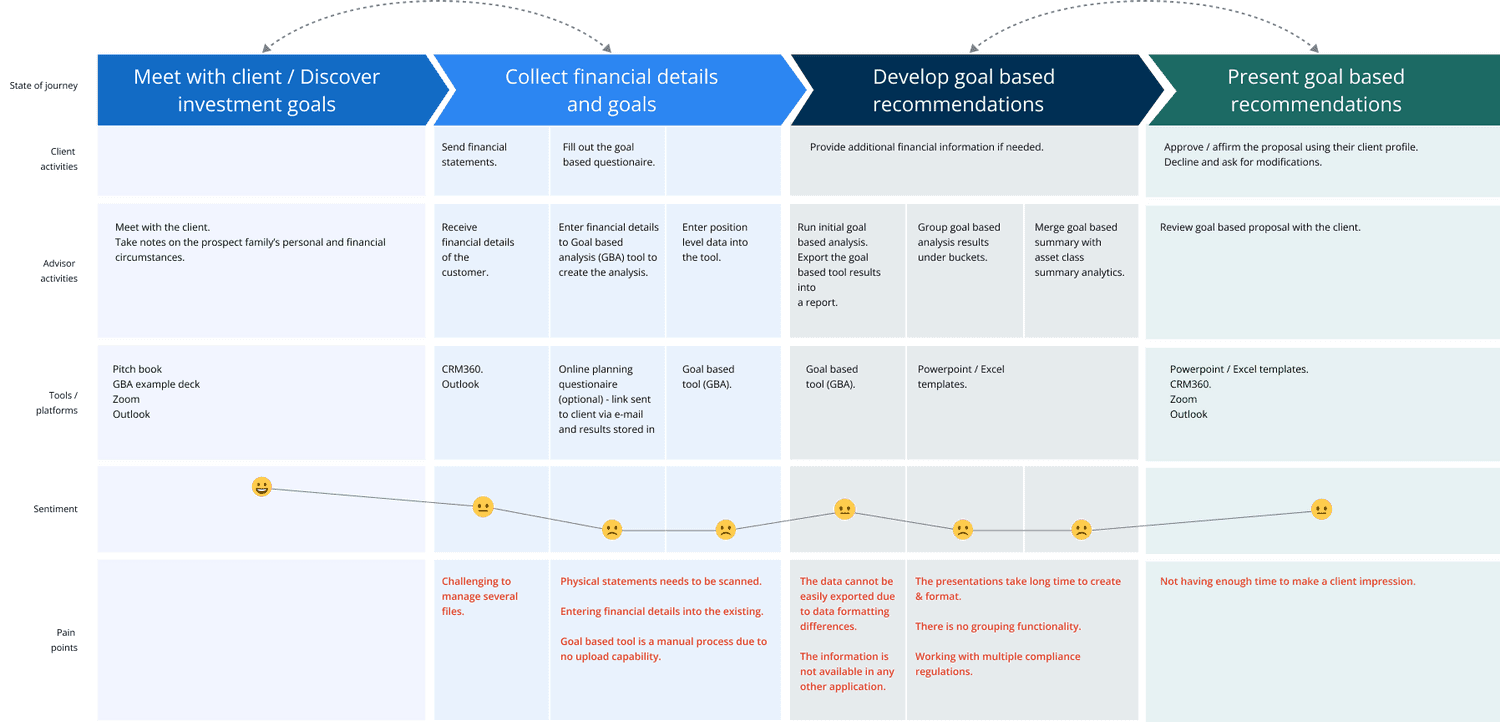 State of journey
Meet with client / Discover
investment goals
Collect financial details
and goals
Develop goal based
recommendations
Present goal based
recommendations
Client
activities
Send financial
statements.
Fill out the goal
based questionaire.
Provide additional financial information if needed.
Approve / affirm the proposal using their client profile.
Decline and ask for modifications.
Advisor
activities
Meet with the client.
Take notes on the prospect family's personal and financial
circumstances.
Receive
financial details
of the
customer.
Enter financial details
to Goal based
analysis (GBA) tool to
create the analysis.
Enter position
level data into
the tool.
Run initial goal
based analysis.
Export the goal
based tool results
into
a report.
Group goal based
analysis results
under buckets.
Merge goal based
summary with
asset class
summary analytics.
Review goal based proposal with the client.
Tools /
platforms
Pitch book
GBA example deck
Zoom
Outlook
CRM360.
Outlook
Online planning
questionaire
(optional) - link sent
to client via e-mail
and results stored in
Goal based
tool (GBA).
Goal based
tool (GBA).
Powerpoint / Excel
templates.
Powerpoint / Excel templates.
CRM360.
Zoom
Outlook
Sentiment
Pain
points
Challenging to
manage several
files.
Physical statements needs to be scanned.
Entering financial details into the existing.
Goal based tool is a manual process due to
no upload capability.
The data cannot be
easily exported due
to data formatting
differences.
The information is
not available in any
other application.
The presentations take long time to create
& format.
There is no grouping functionality.
Working with multiple compliance
regulations.
Not having enough time to make a client impression.